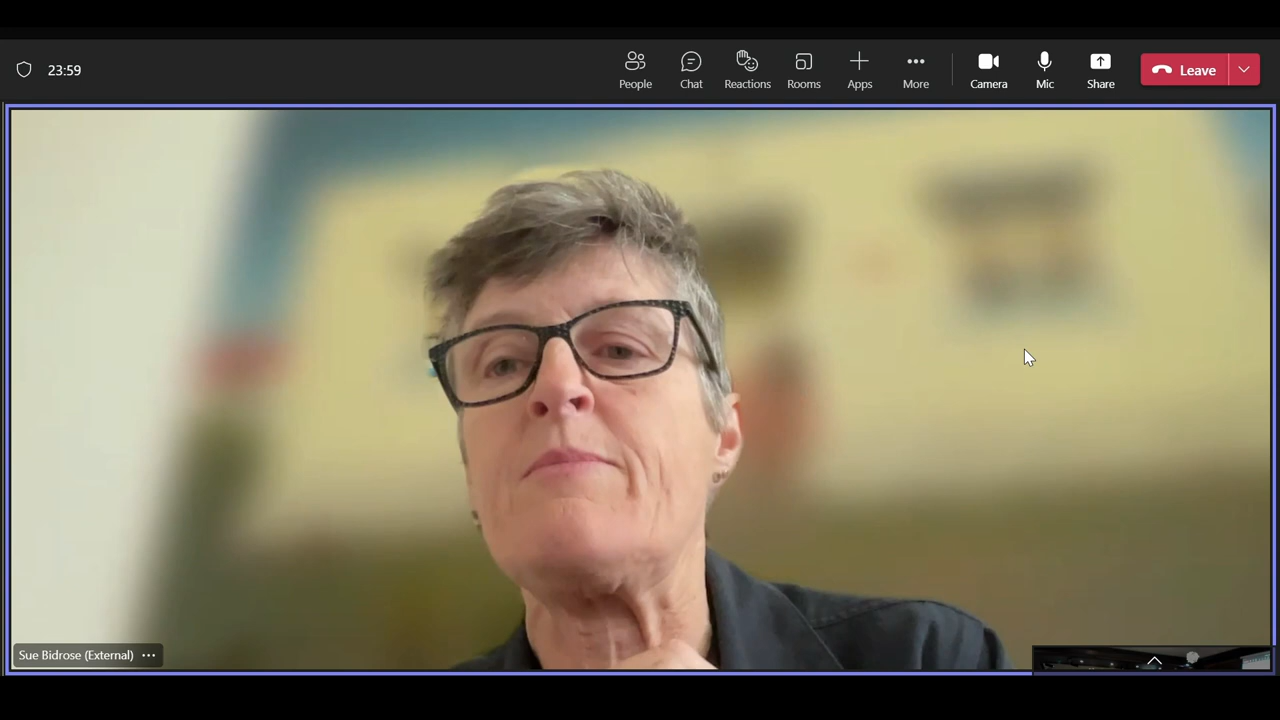 23:59
People
Chat
Reactions
Rooms
Apps
More
Camera
Mic
Share
Leave
Sue Bidrose (External)